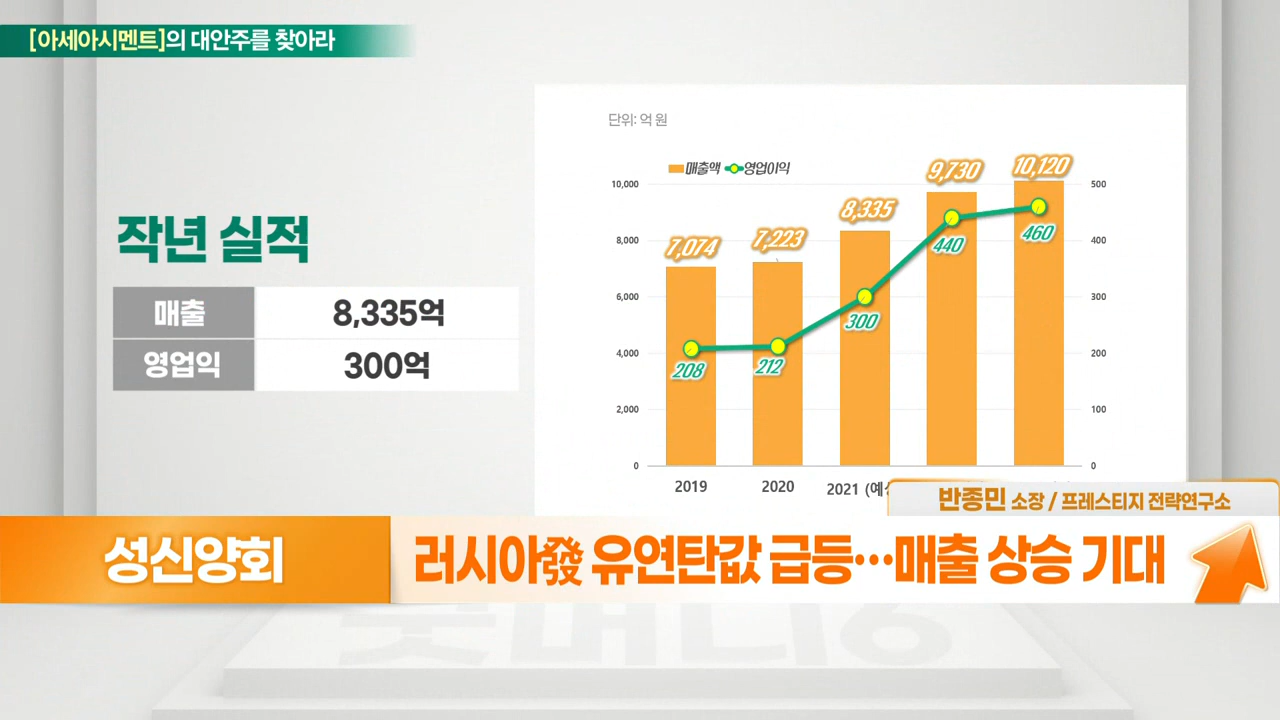 [아세아시멘트]의 대안주를 찾아라
작년 실적
매출 8,335억
영업익 300억
단위: 억 원
매출액 영업이익
10,000
8,000
6,000
4,000
2,000
0
7,074
7,223
8,335
9,730
10,120
208
212
300
440
460
500
400
300
200
100
0
2019 2020 2021 (예
반종민 소장 / 프레스티지 전략연구소
성신양회
러시아發 유연탄값 급등…매출 상승 기대